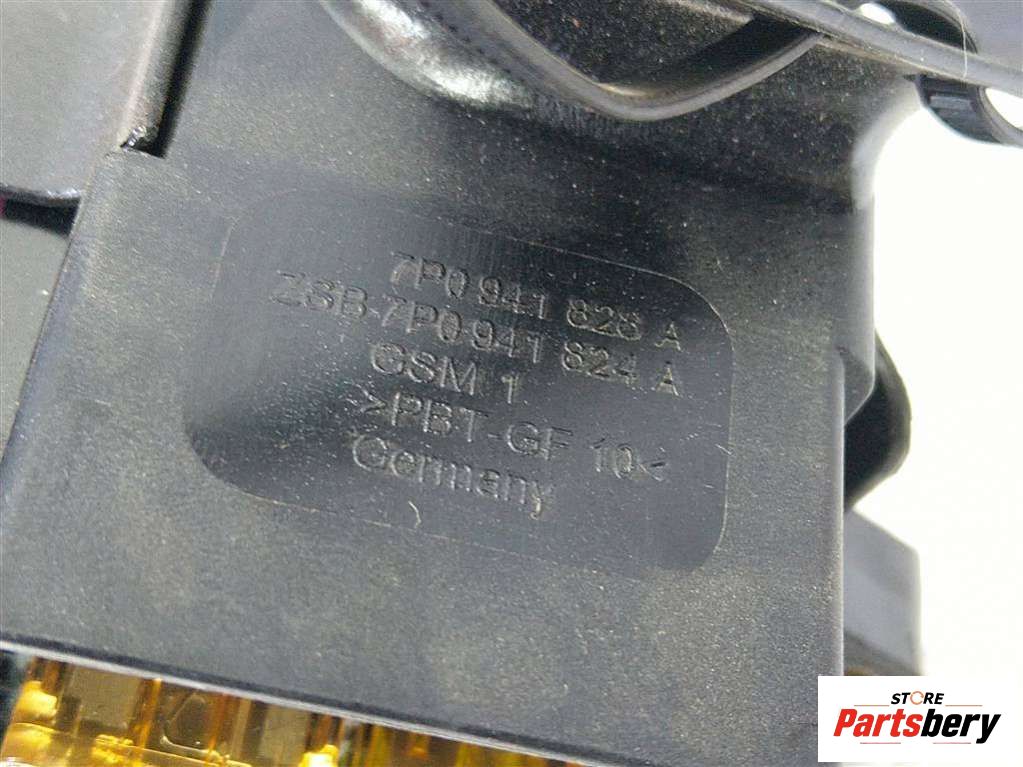 7P0 941 828 A
ZSB-7P0 941 824 A
GSM 1
>PBT-GF 10<
Germany
STORE
Partsbery